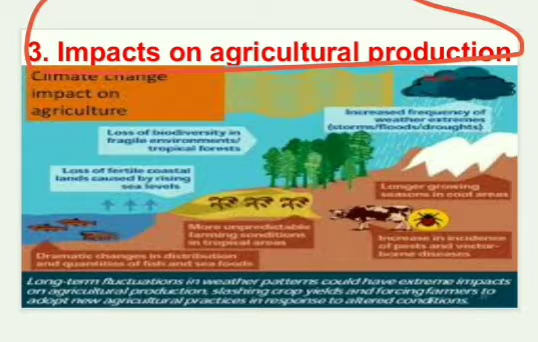 3. Impacts on agricultural production
Climate change
impact on
agriculture
Increased frequency of
weather extremes
(storms/floods/droughts)
Loss of biodiversity in
fragile environments/
tropical forests
Loss of fertile coastal
lands caused by rising
sea levels
Longer growing
seasons in cool areas
More unpredictable
farming conditions
in tropical areas
Increase in incidence
of pests and vector-
borne diseases
Dramatic changes in distribution
and quantities of fish and sea foods
Long-term fluctuations in weather patterns could have extreme impacts
on agricultural production, slashing crop yields and forcing farmers to
adopt new agricultural practices in response to altered conditions.